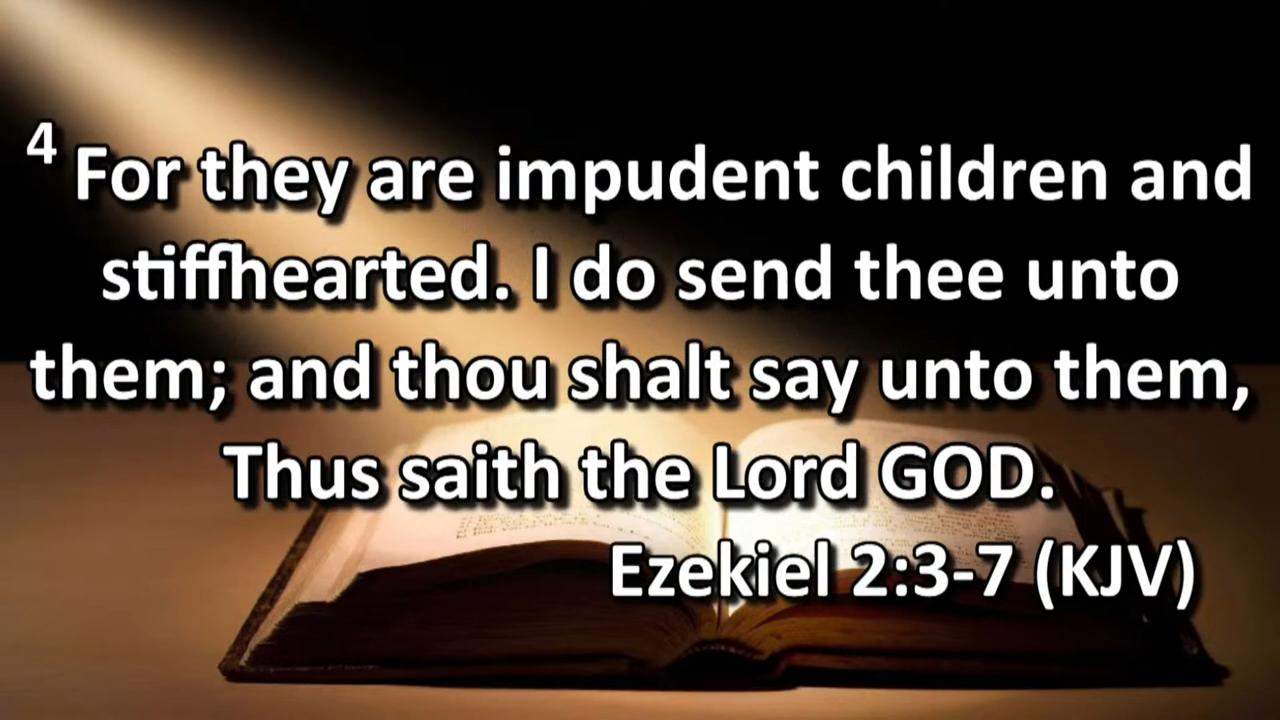 4 For they are impudent children and
stiffhearted. I do send thee unto
them; and thou shalt say unto them,
Thus saith the Lord GOD.
Ezekiel 2:3-7 (KJV)